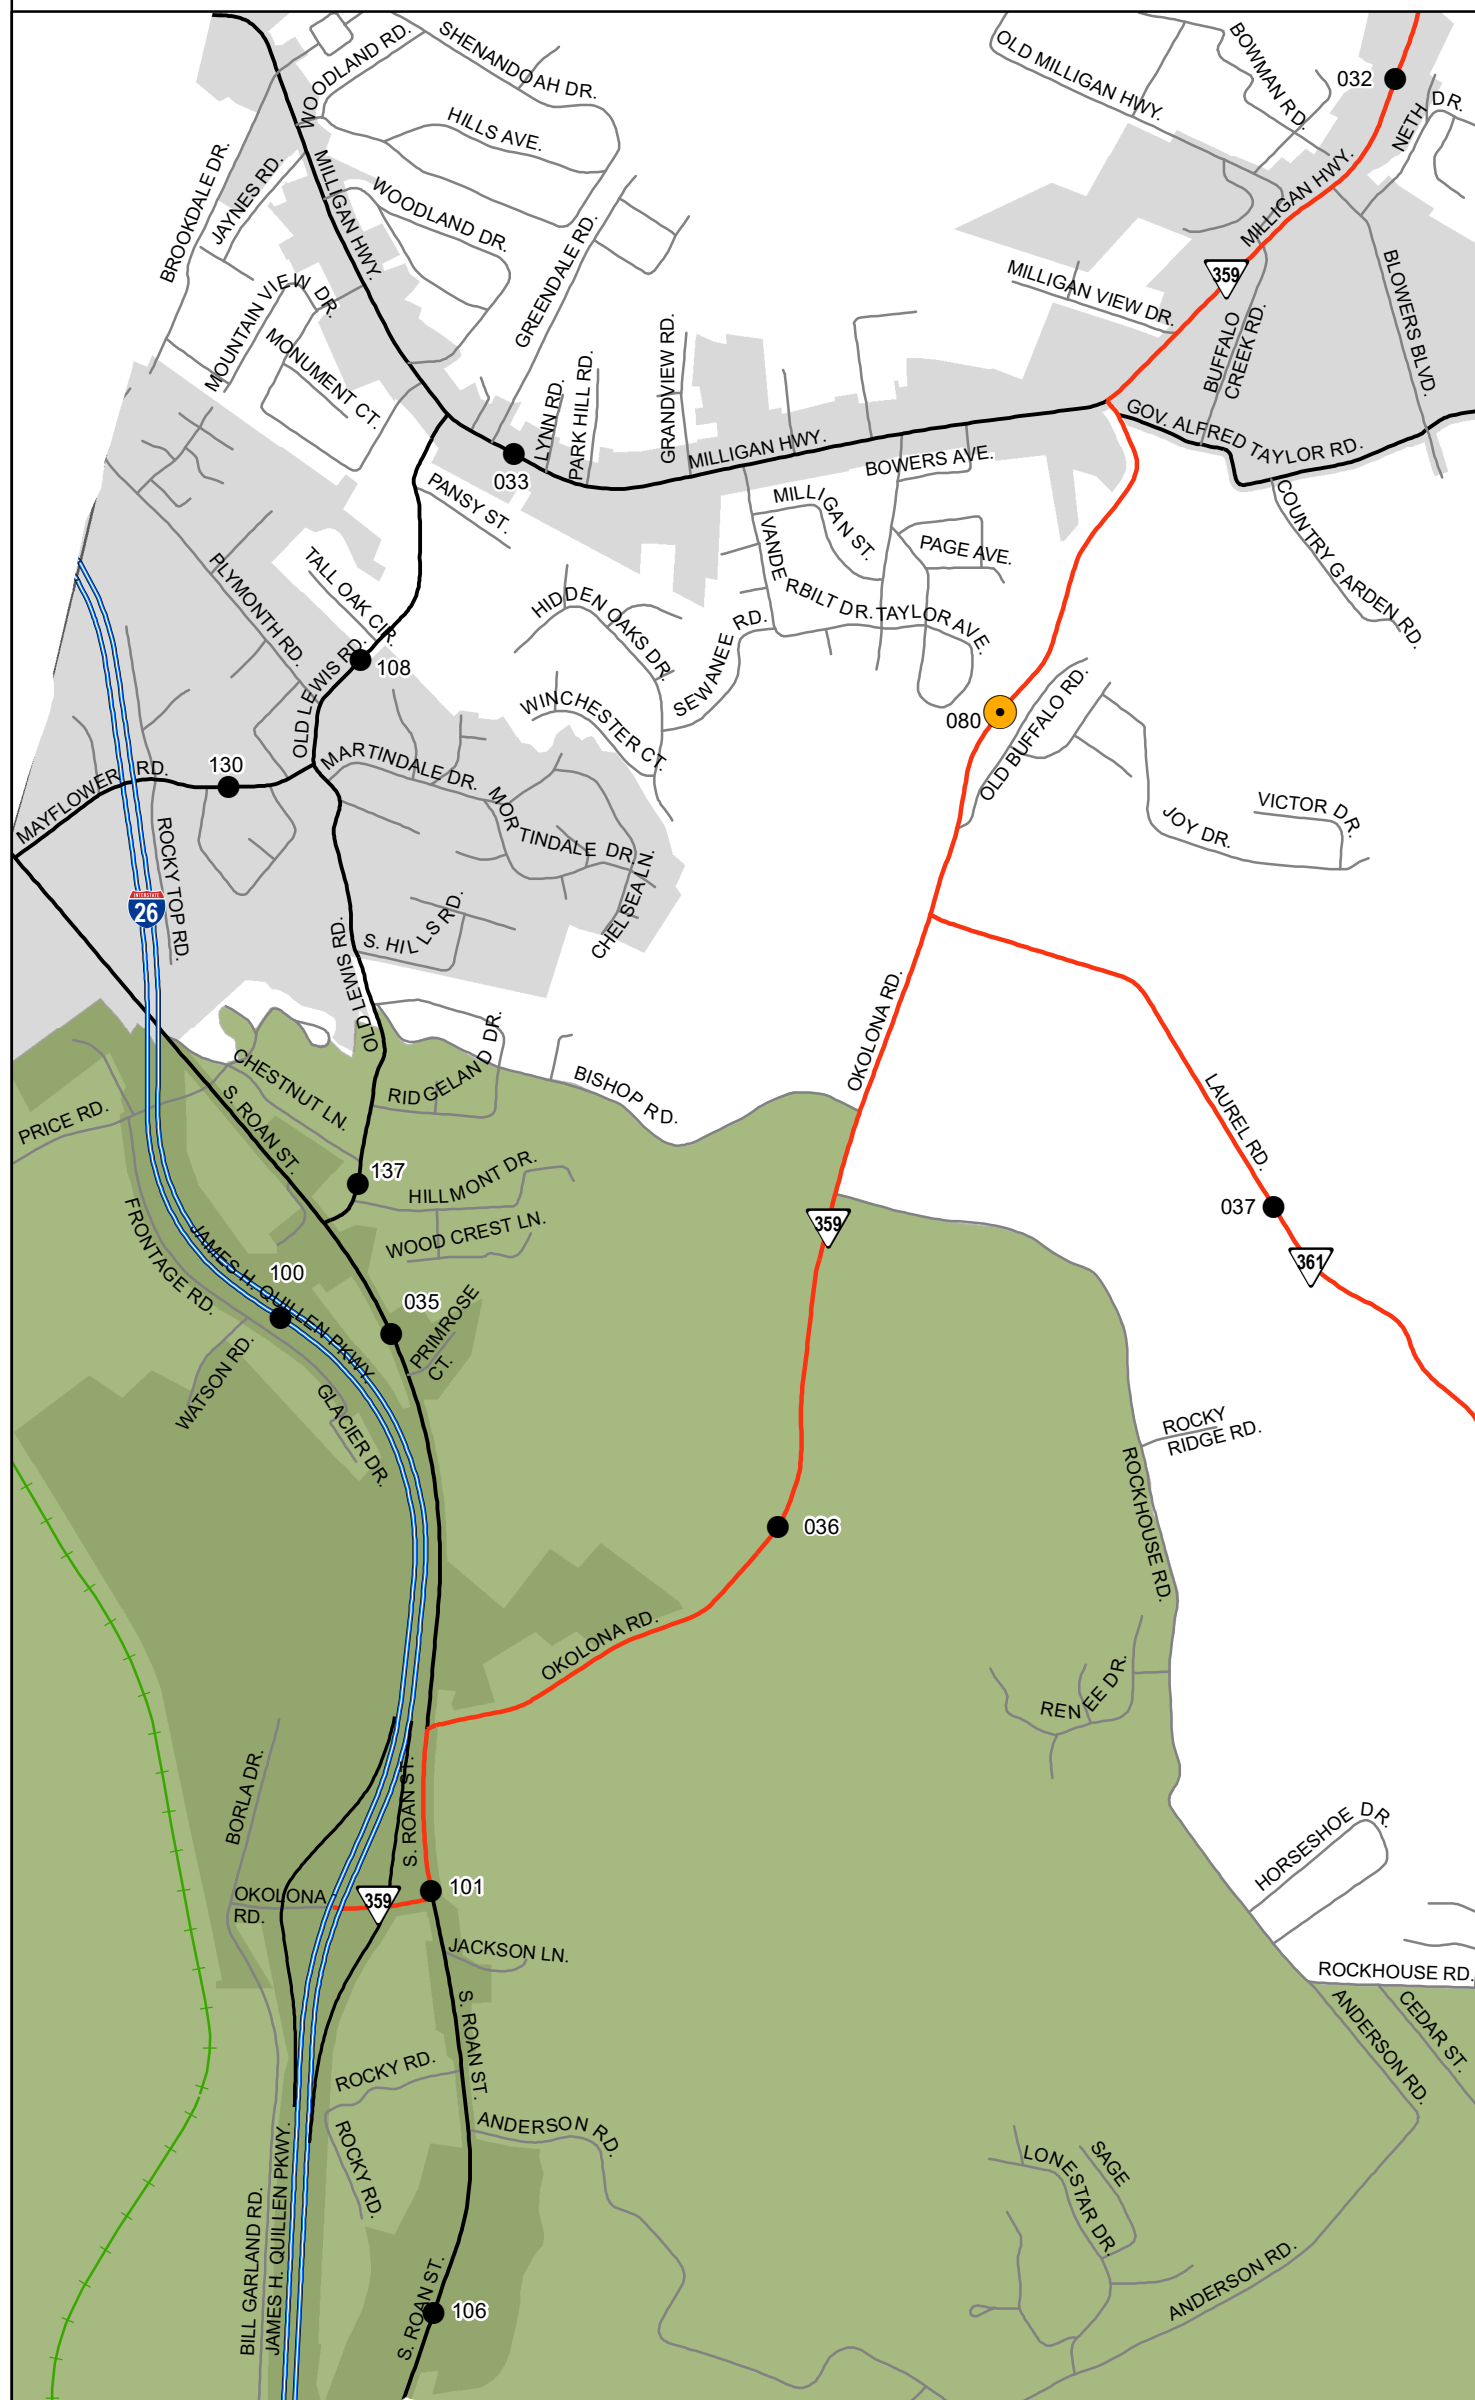 WOODLAND RD.
SHENANDOAH DR.
OLD MILLIGAN HWY.
BOWMAN RD.
032
NETH DR.
HILLS AVE.
BROOKDALE DR.
JAYNES RD.
MILLIGAN HWY.
WOODLAND DR.
GREENDALE RD.
MILLIGAN HWY.
359
MILLIGAN VIEW DR.
BUFFALO
CREEK RD.
BLOWERS BLVD.
MOUNTAIN VIEW DR.
MONUMENT CT.
LYNN RD.
PARK HILL RD.
GRANDVIEW RD.
MILLIGAN HWY.
BOWERS AVE.
GOV. ALFRED TAYLOR RD.
033
PANSY ST.
MILLIGAN ST.
VANDERBILT DR.
PAGE AVE.
TAYLOR AVE.
COUNTRY GARDEN RD.
PLYMONTH RD.
TALL OAK CIR.
HIDDEN OAKS DR.
SEWANEE RD.
108
OLD LEWIS RD.
WINCHESTER CT.
080
OLD BUFFALO RD.
130
MAYFLOWER RD.
MARTINDALE DR.
MORTINDALE DR.
VICTOR DR.
JOY DR.
ROCKY TOP RD.
INTERSTATE
26
CHELSEA LN.
S. HILLS RD.
OLD LEWIS RD.
OKOLONA RD.
RIDGELAND DR.
BISHOP RD.
CHESTNUT LN.
PRICE RD.
S. ROAN ST.
LAUREL RD.
137
HILLMONT DR.
WOOD CREST LN.
037
359
361
FRONTAGE RD.
JAMES H. QUILLEN PKWY.
100
035
PRIMROSE
CT.
WATSON RD.
GLACIER DR.
ROCKY
RIDGE RD.
ROCKHOUSE RD.
036
OKOLONA RD.
RENEE DR.
BORLA DR.
S. ROAN ST.
HORSESHOE DR.
OKOLONA
RD.
359
101
JACKSON LN.
ROCKHOUSE RD.
ANDERSON RD.
CEDAR ST.
S. ROAN ST.
ROCKY RD.
ROCKY RD.
ANDERSON RD.
LONESTAR DR.
SAGE
BILL GARLAND RD.
JAMES H. QUILLEN PKWY.
ANDERSON RD.
S. ROAN ST.
106